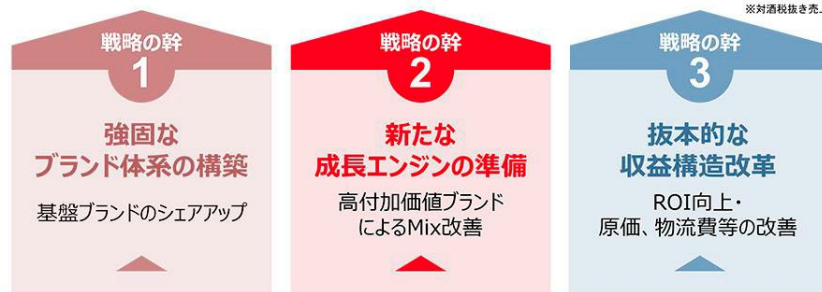 ※対酒税抜き売
戦略の幹
1
強固な
ブランド体系の構築
基盤ブランドのシェアアップ
戦略の幹
2
新たな
成長エンジンの準備
高付加価値ブランド
によるMix改善
戦略の幹
3
抜本的な
収益構造改革
ROI向上・
原価、物流費等の改善